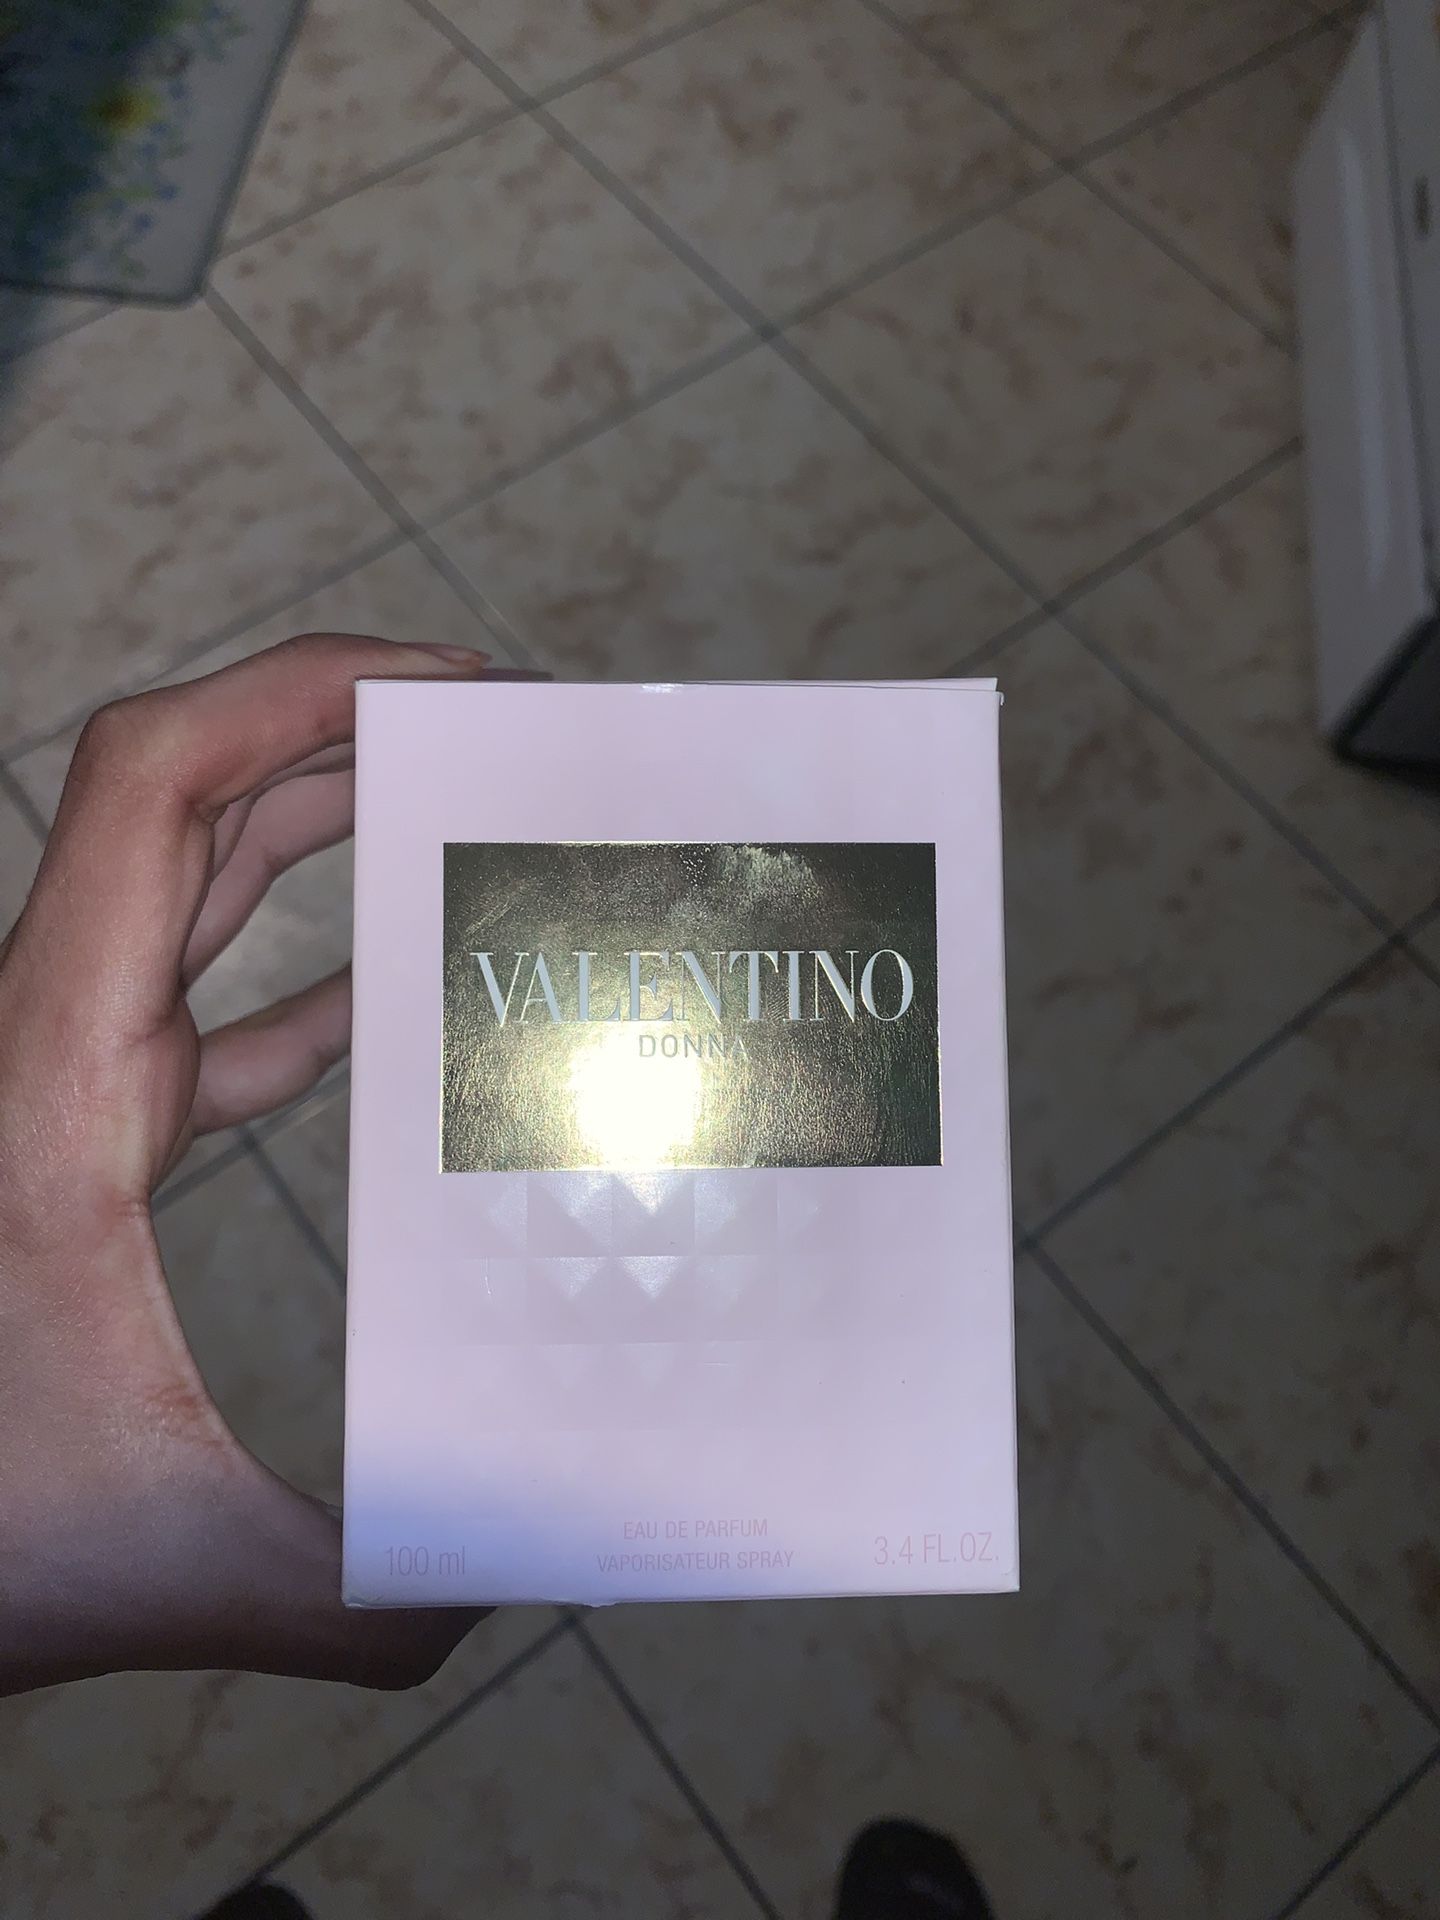 VALENTINO
DONNA
EAU DE PARFUM
VAPORISATEUR SPRAY
100 ml
3.4 FL.OZ.